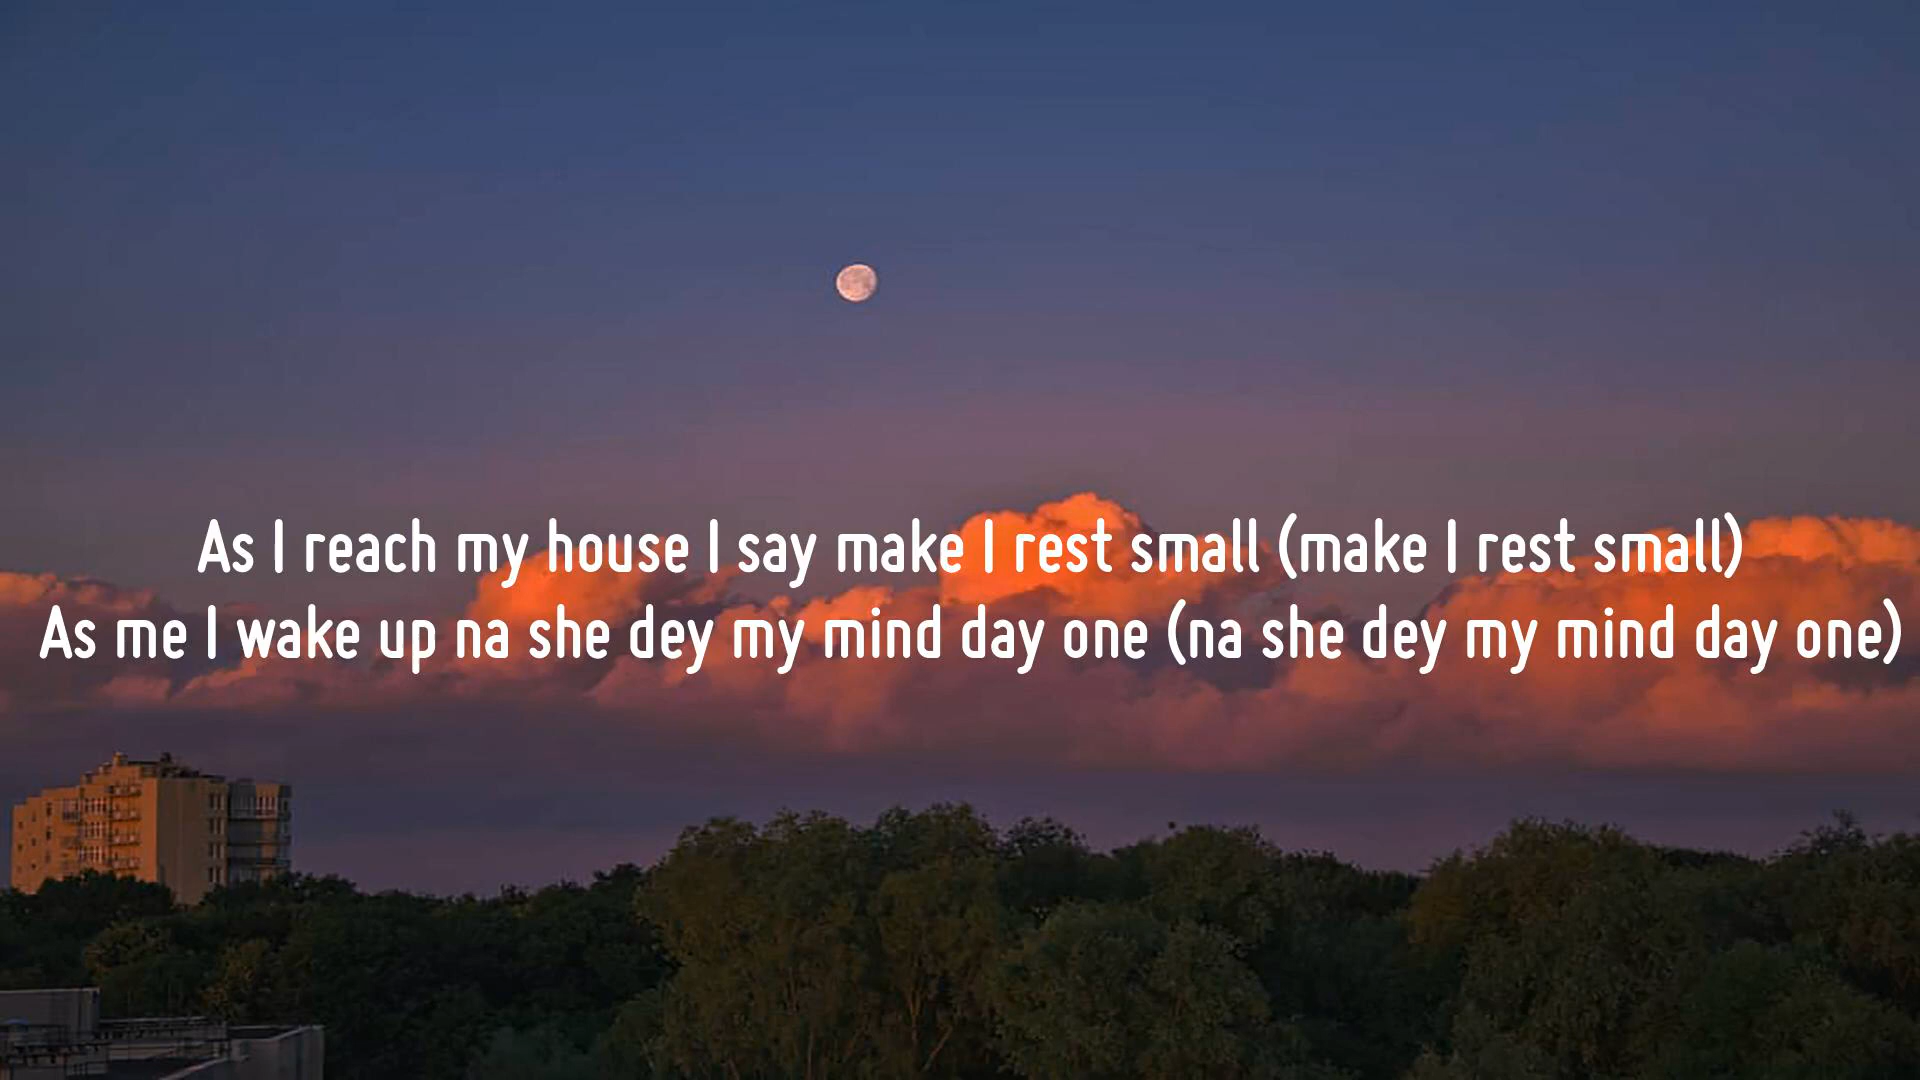 As I reach my house I say make I rest small (make I rest small)
As me I wake up na she dey my mind day one (na she dey my mind day one)